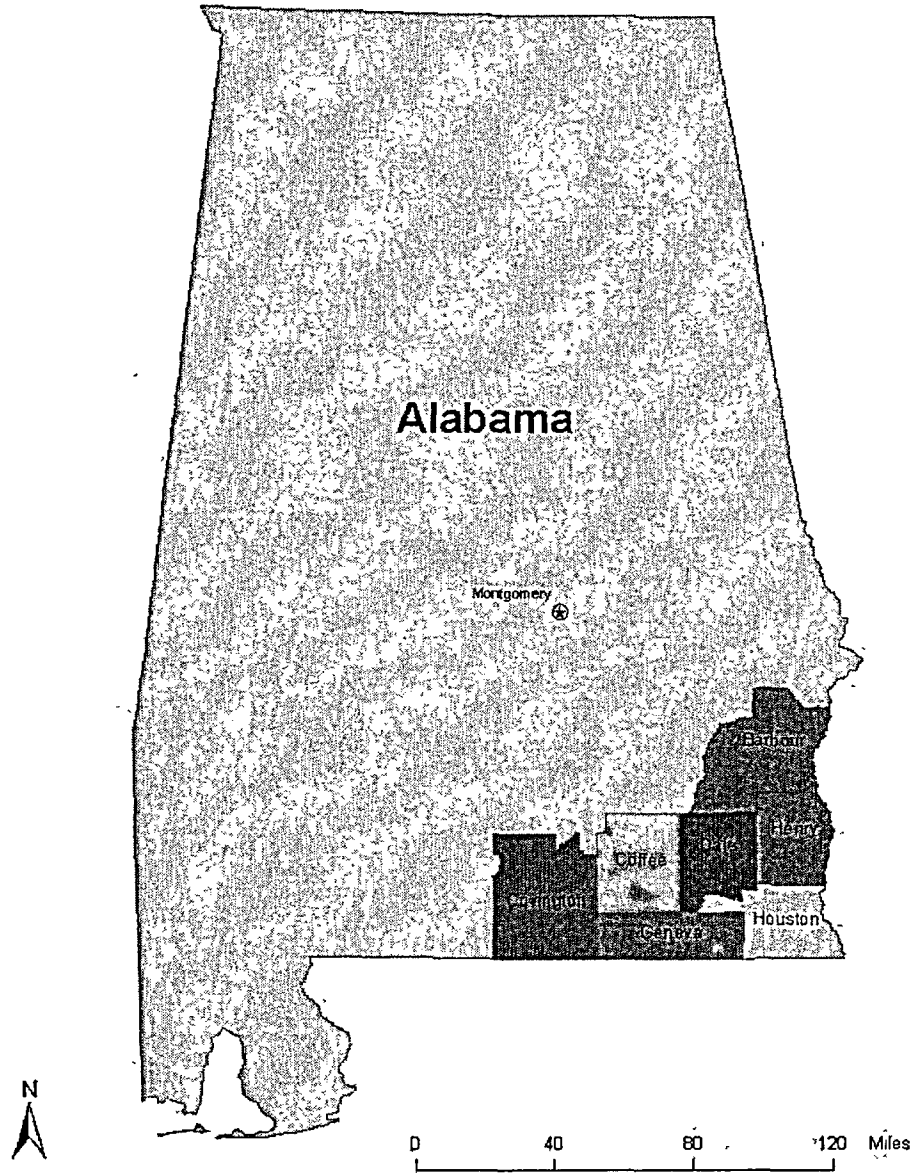 Alabama
Montgomery
Barbour
Henry
Coffee
Dale
Covington
Houston
Geneva
N
0 40 80 120 Miles